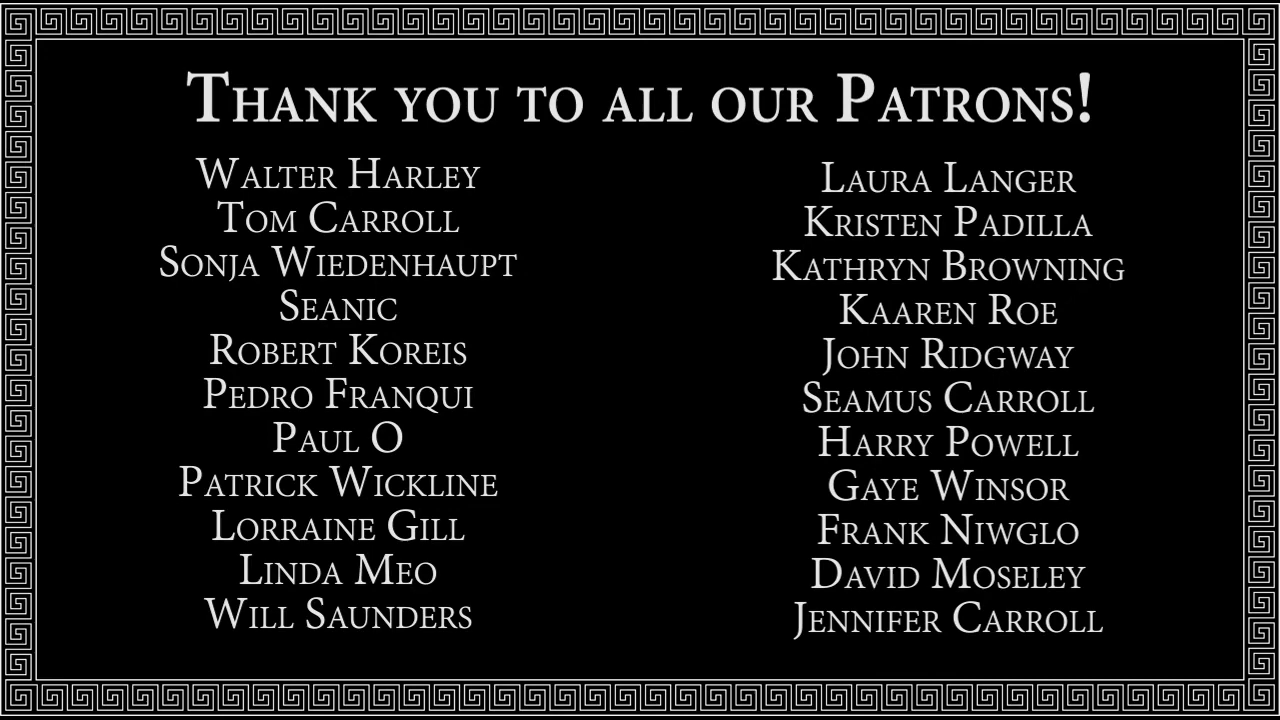 Thank you to all our Patrons!
Walter Harley
Tom Carroll
Sonja Wiedenhaupt
Seanic
Robert Koreis
Pedro Franqui
Paul O
Patrick Wickline
Lorraine Gill
Linda Meo
Will Saunders
Laura Langer
Kristen Padilla
Kathryn Browning
Kaaren Roe
John Ridgway
Seamus Carroll
Harry Powell
Gaye Winsor
Frank Niwglo
David Moseley
Jennifer Carroll